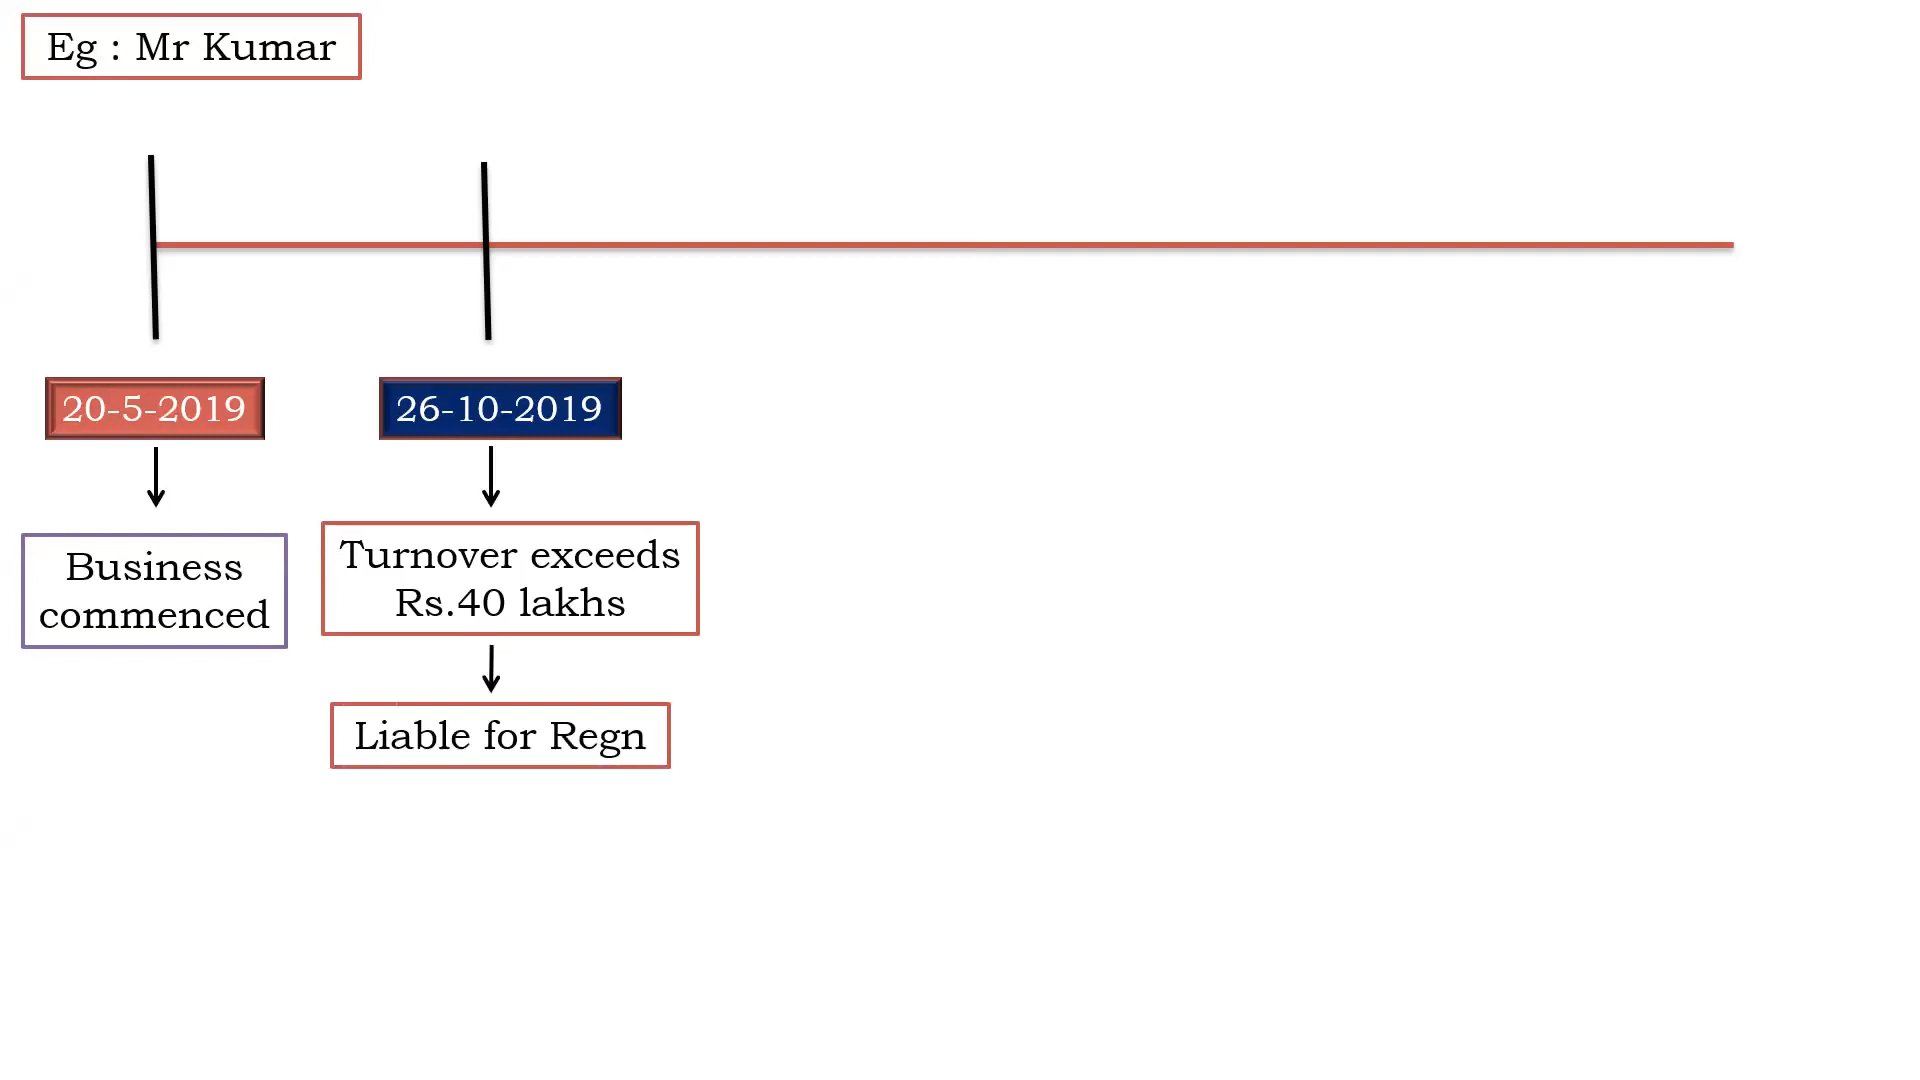 Eg : Mr Kumar
20-5-2019
26-10-2019
Business
commenced
Turnover exceeds
Rs.40 lakhs
Liable for Regn